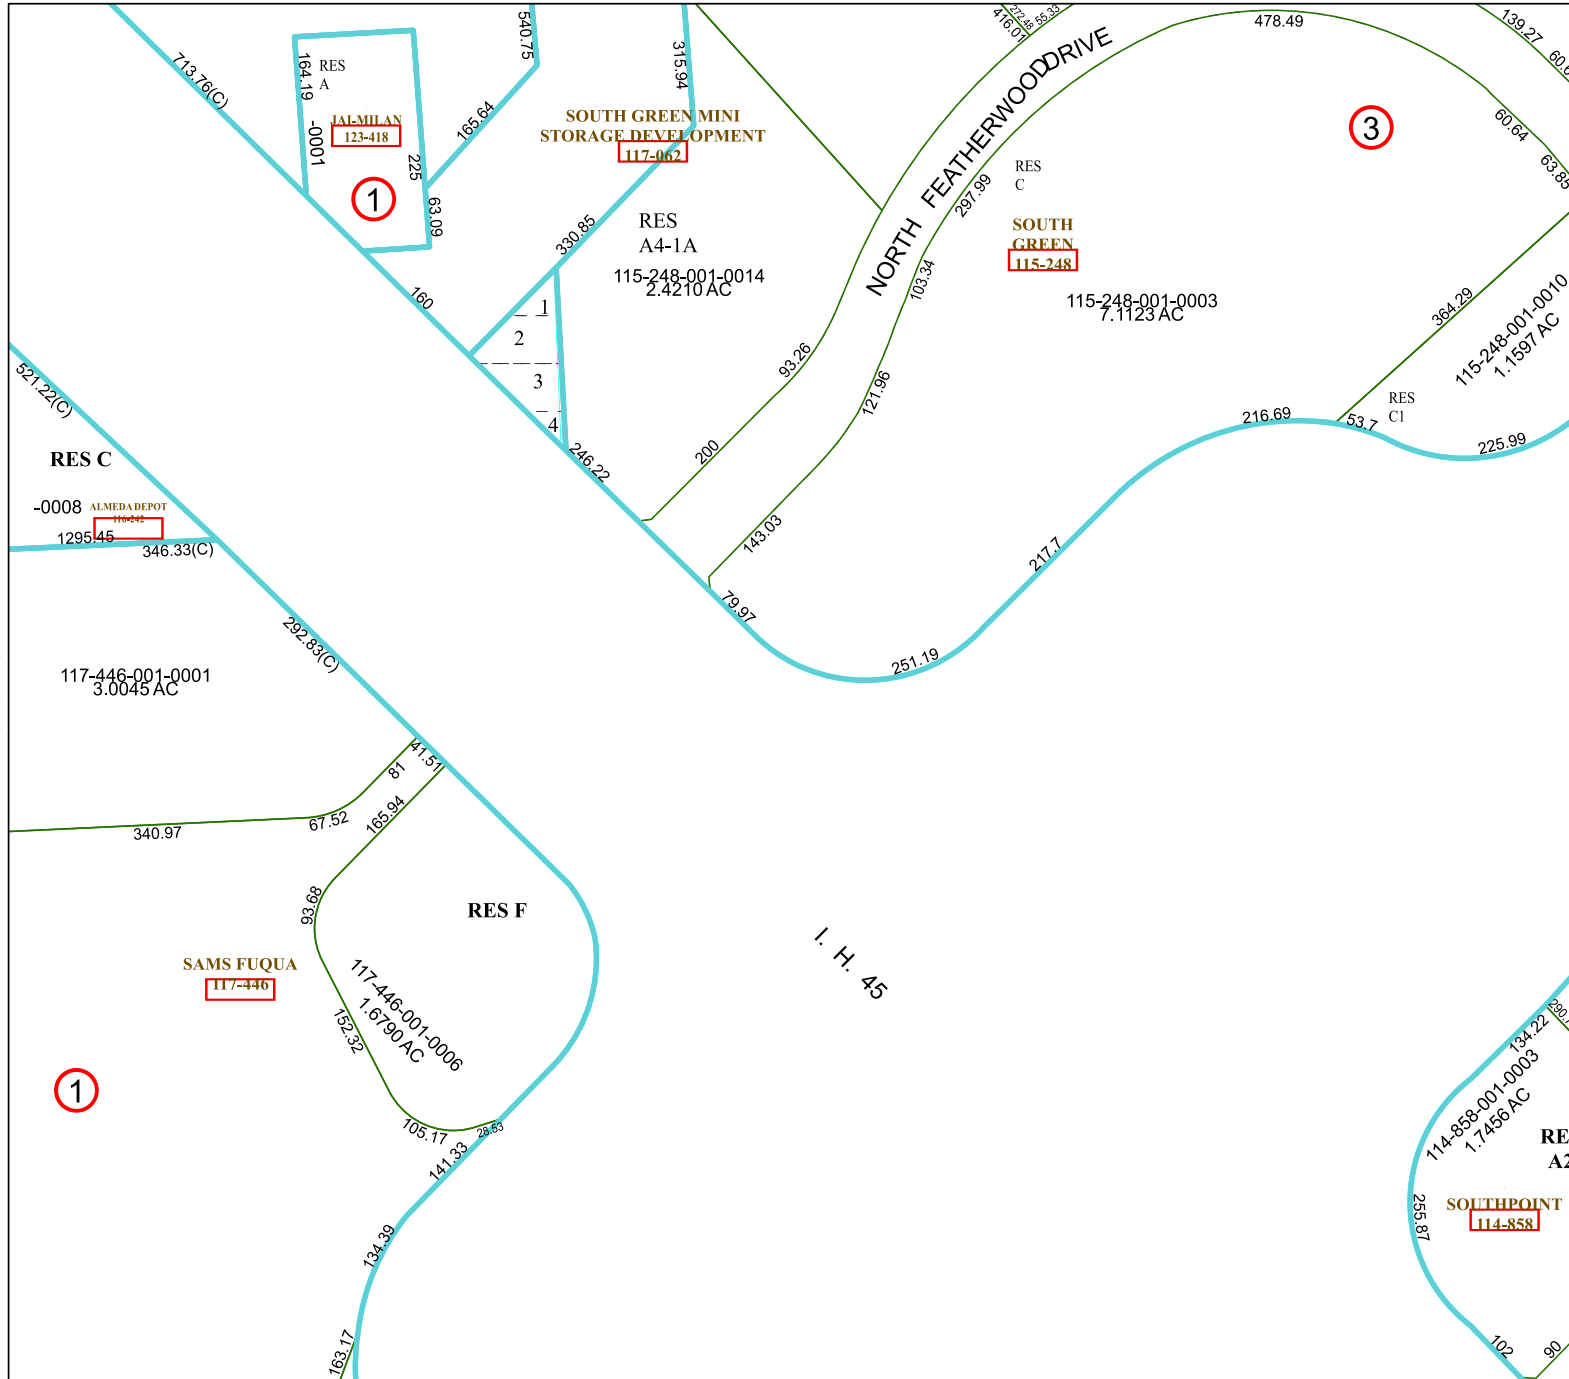 713.76(C)
164.19
RES
A
-0001
JAI-MILAN
123-418
1
225
63.09
540.75
165.64
315.94
SOUTH GREEN MINI
STORAGE DEVELOPMENT
117-062
330.85
RES
A4-1A
115-248-001-0014
2.4210 AC
160
1
2
3
4
246.22
416.01
272.48
55.33
NORTH FEATHERWOOD DRIVE
478.49
139.27
3
60.64
63.85
RES
C
297.99
SOUTH
GREEN
115-248
103.34
115-248-001-0003
7.1123 AC
364.29
115-248-001-0010
1.1597 AC
93.26
121.96
200
143.03
RES
C1
216.69
53.7
225.99
217.7
79.97
251.19
521.22(C)
RES C
-0008
ALMEDA DEPOT
116-242
1295.45
346.33(C)
292.83(C)
117-446-001-0001
3.0045 AC
41.51
81
67.52
340.97
165.94
93.68
RES F
SAMS FUQUA
117-446
117-446-001-0006
1.6790 AC
152.32
1
105.17
28.53
141.33
134.39
163.17
I. H. 45
134.22
114-858-001-0003
1.7456 AC
SOUTHPOINT
114-858
255.87
102
90